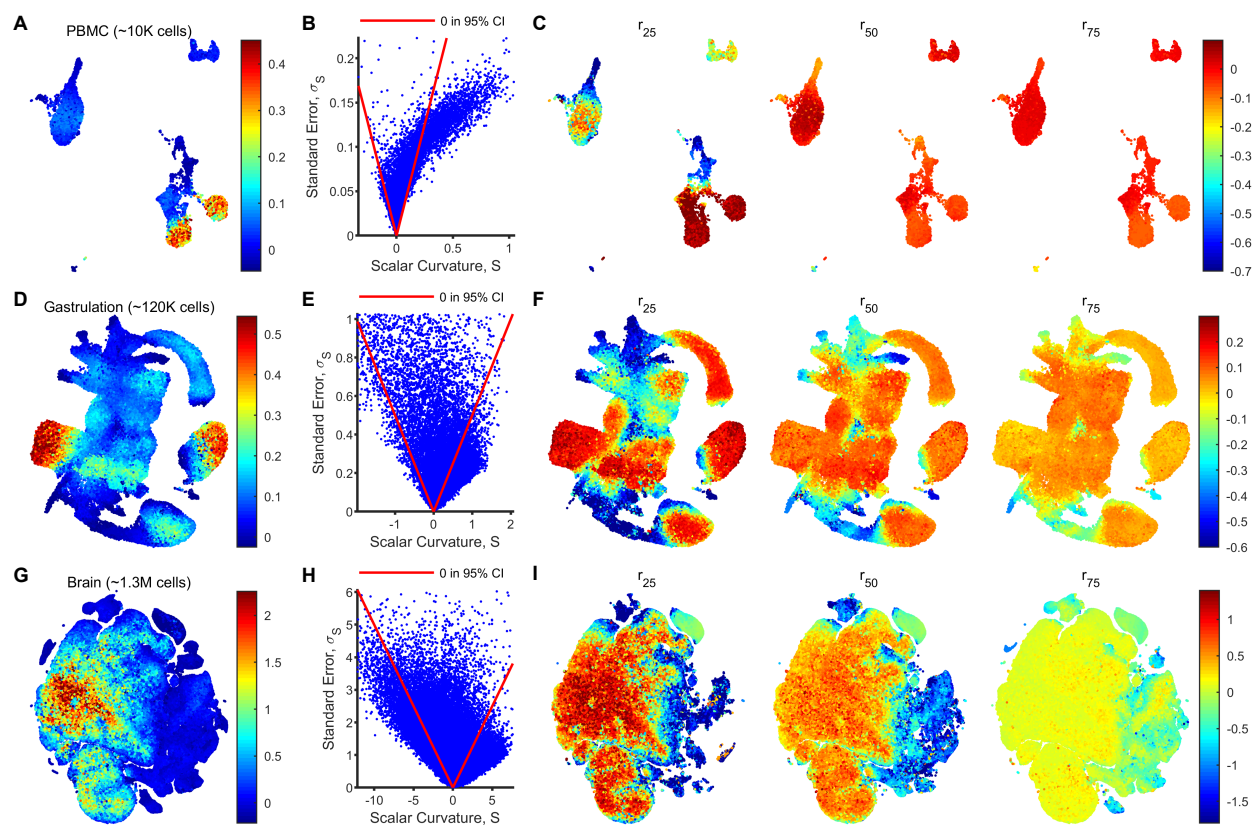 A
PBMC (~10K cells)
0.4
0.3
0.2
0.1
0
B
0 in 95% CI
Standard Error, σS
0.2
0.15
0.1
0.05
0
0 0.5 1
Scalar Curvature, S
C
r25 r50 r75
0
-0.1
-0.2
-0.3
-0.4
-0.5
-0.6
-0.7
D
Gastrulation (~120K cells)
0.5
0.4
0.3
0.2
0.1
0
E
0 in 95% CI
Standard Error, σS
1
0.8
0.6
0.4
0.2
0
-1 0 1 2
Scalar Curvature, S
F
r25 r50 r75
0.2
0.1
0
-0.1
-0.2
-0.3
-0.4
-0.5
-0.6
G
Brain (~1.3M cells)
2
1.5
1
0.5
0
H
0 in 95% CI
Standard Error, σS
6
5
4
3
2
1
0
-10 -5 0 5
Scalar Curvature, S
I
r25 r50 r75
1
0.5
0
-0.5
-1
-1.5